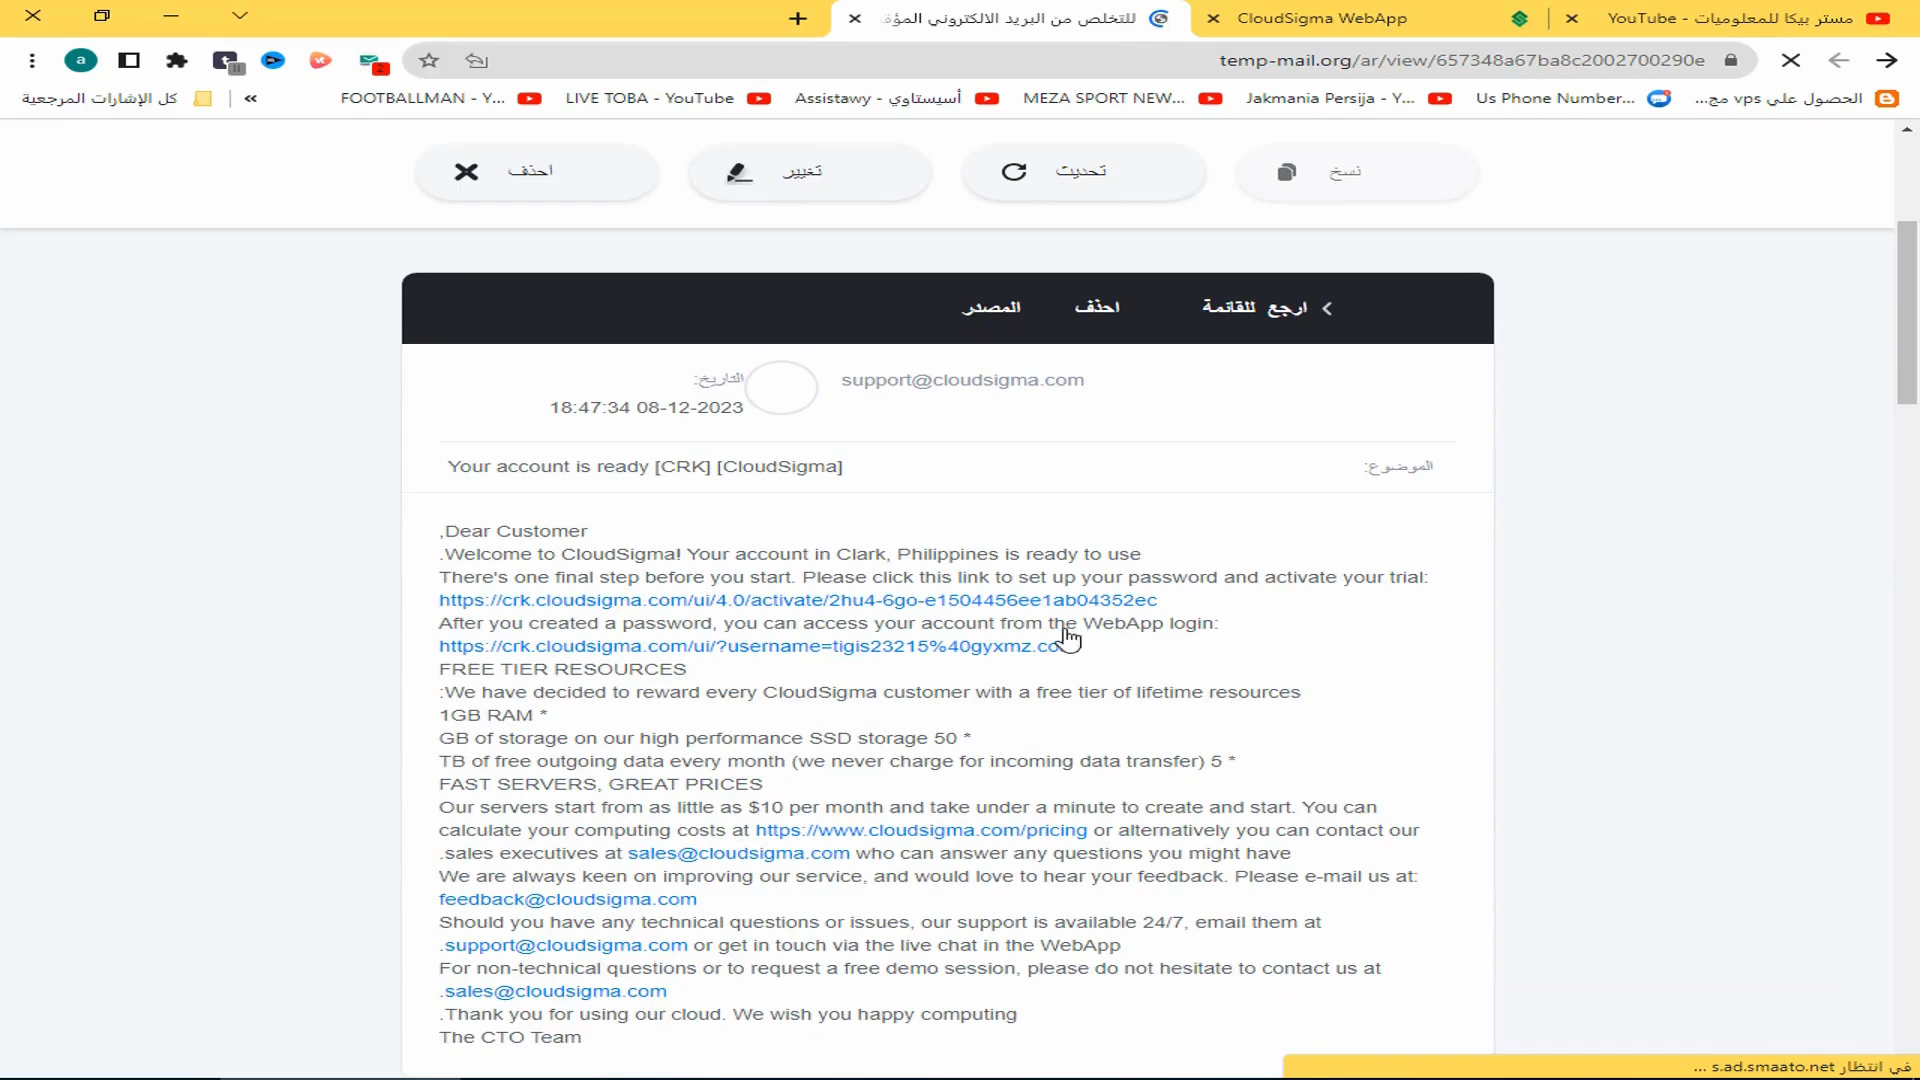 مستر بيكا للمعلوميات - YouTube
CloudSigma WebApp
للتخلص من البريد الالكتروني المؤق
temp-mail.org/ar/view/657348a67ba8c2002700290e
a
2
الحصول علي vps مج...
Us Phone Number...
Jakmania Persija - Y...
MEZA SPORT NEW...
أسيستاوي - Assistawy
LIVE TOBA - YouTube
FOOTBALLMAN - Y...
«
كل الإشارات المرجعية
نسخ
تحديث
تغيير
احذف
ارجع للقائمة
احذف
المصدر
support@cloudsigma.com
التاريخ:
18:47:34 08-12-2023
الموضوع:
Your account is ready [CRK] [CloudSigma]
,Dear Customer
.Welcome to CloudSigma! Your account in Clark, Philippines is ready to use
There's one final step before you start. Please click this link to set up your password and activate your trial:
https://crk.cloudsigma.com/ui/4.0/activate/2hu4-6go-e1504456ee1ab04352ec
After you created a password, you can access your account from the WebApp login:
https://crk.cloudsigma.com/ui/?username=tigis23215%40gyxmz.co
FREE TIER RESOURCES
:We have decided to reward every CloudSigma customer with a free tier of lifetime resources
1GB RAM *
GB of storage on our high performance SSD storage 50 *
TB of free outgoing data every month (we never charge for incoming data transfer) 5 *
FAST SERVERS, GREAT PRICES
Our servers start from as little as $10 per month and take under a minute to create and start. You can
calculate your computing costs at https://www.cloudsigma.com/pricing or alternatively you can contact our
.sales executives at sales@cloudsigma.com who can answer any questions you might have
We are always keen on improving our service, and would love to hear your feedback. Please e-mail us at:
feedback@cloudsigma.com
Should you have any technical questions or issues, our support is available 24/7, email them at
.support@cloudsigma.com or get in touch via the live chat in the WebApp
For non-technical questions or to request a free demo session, please do not hesitate to contact us at
.sales@cloudsigma.com
.Thank you for using our cloud. We wish you happy computing
The CTO Team
في انتظار s.ad.smaato.net ...